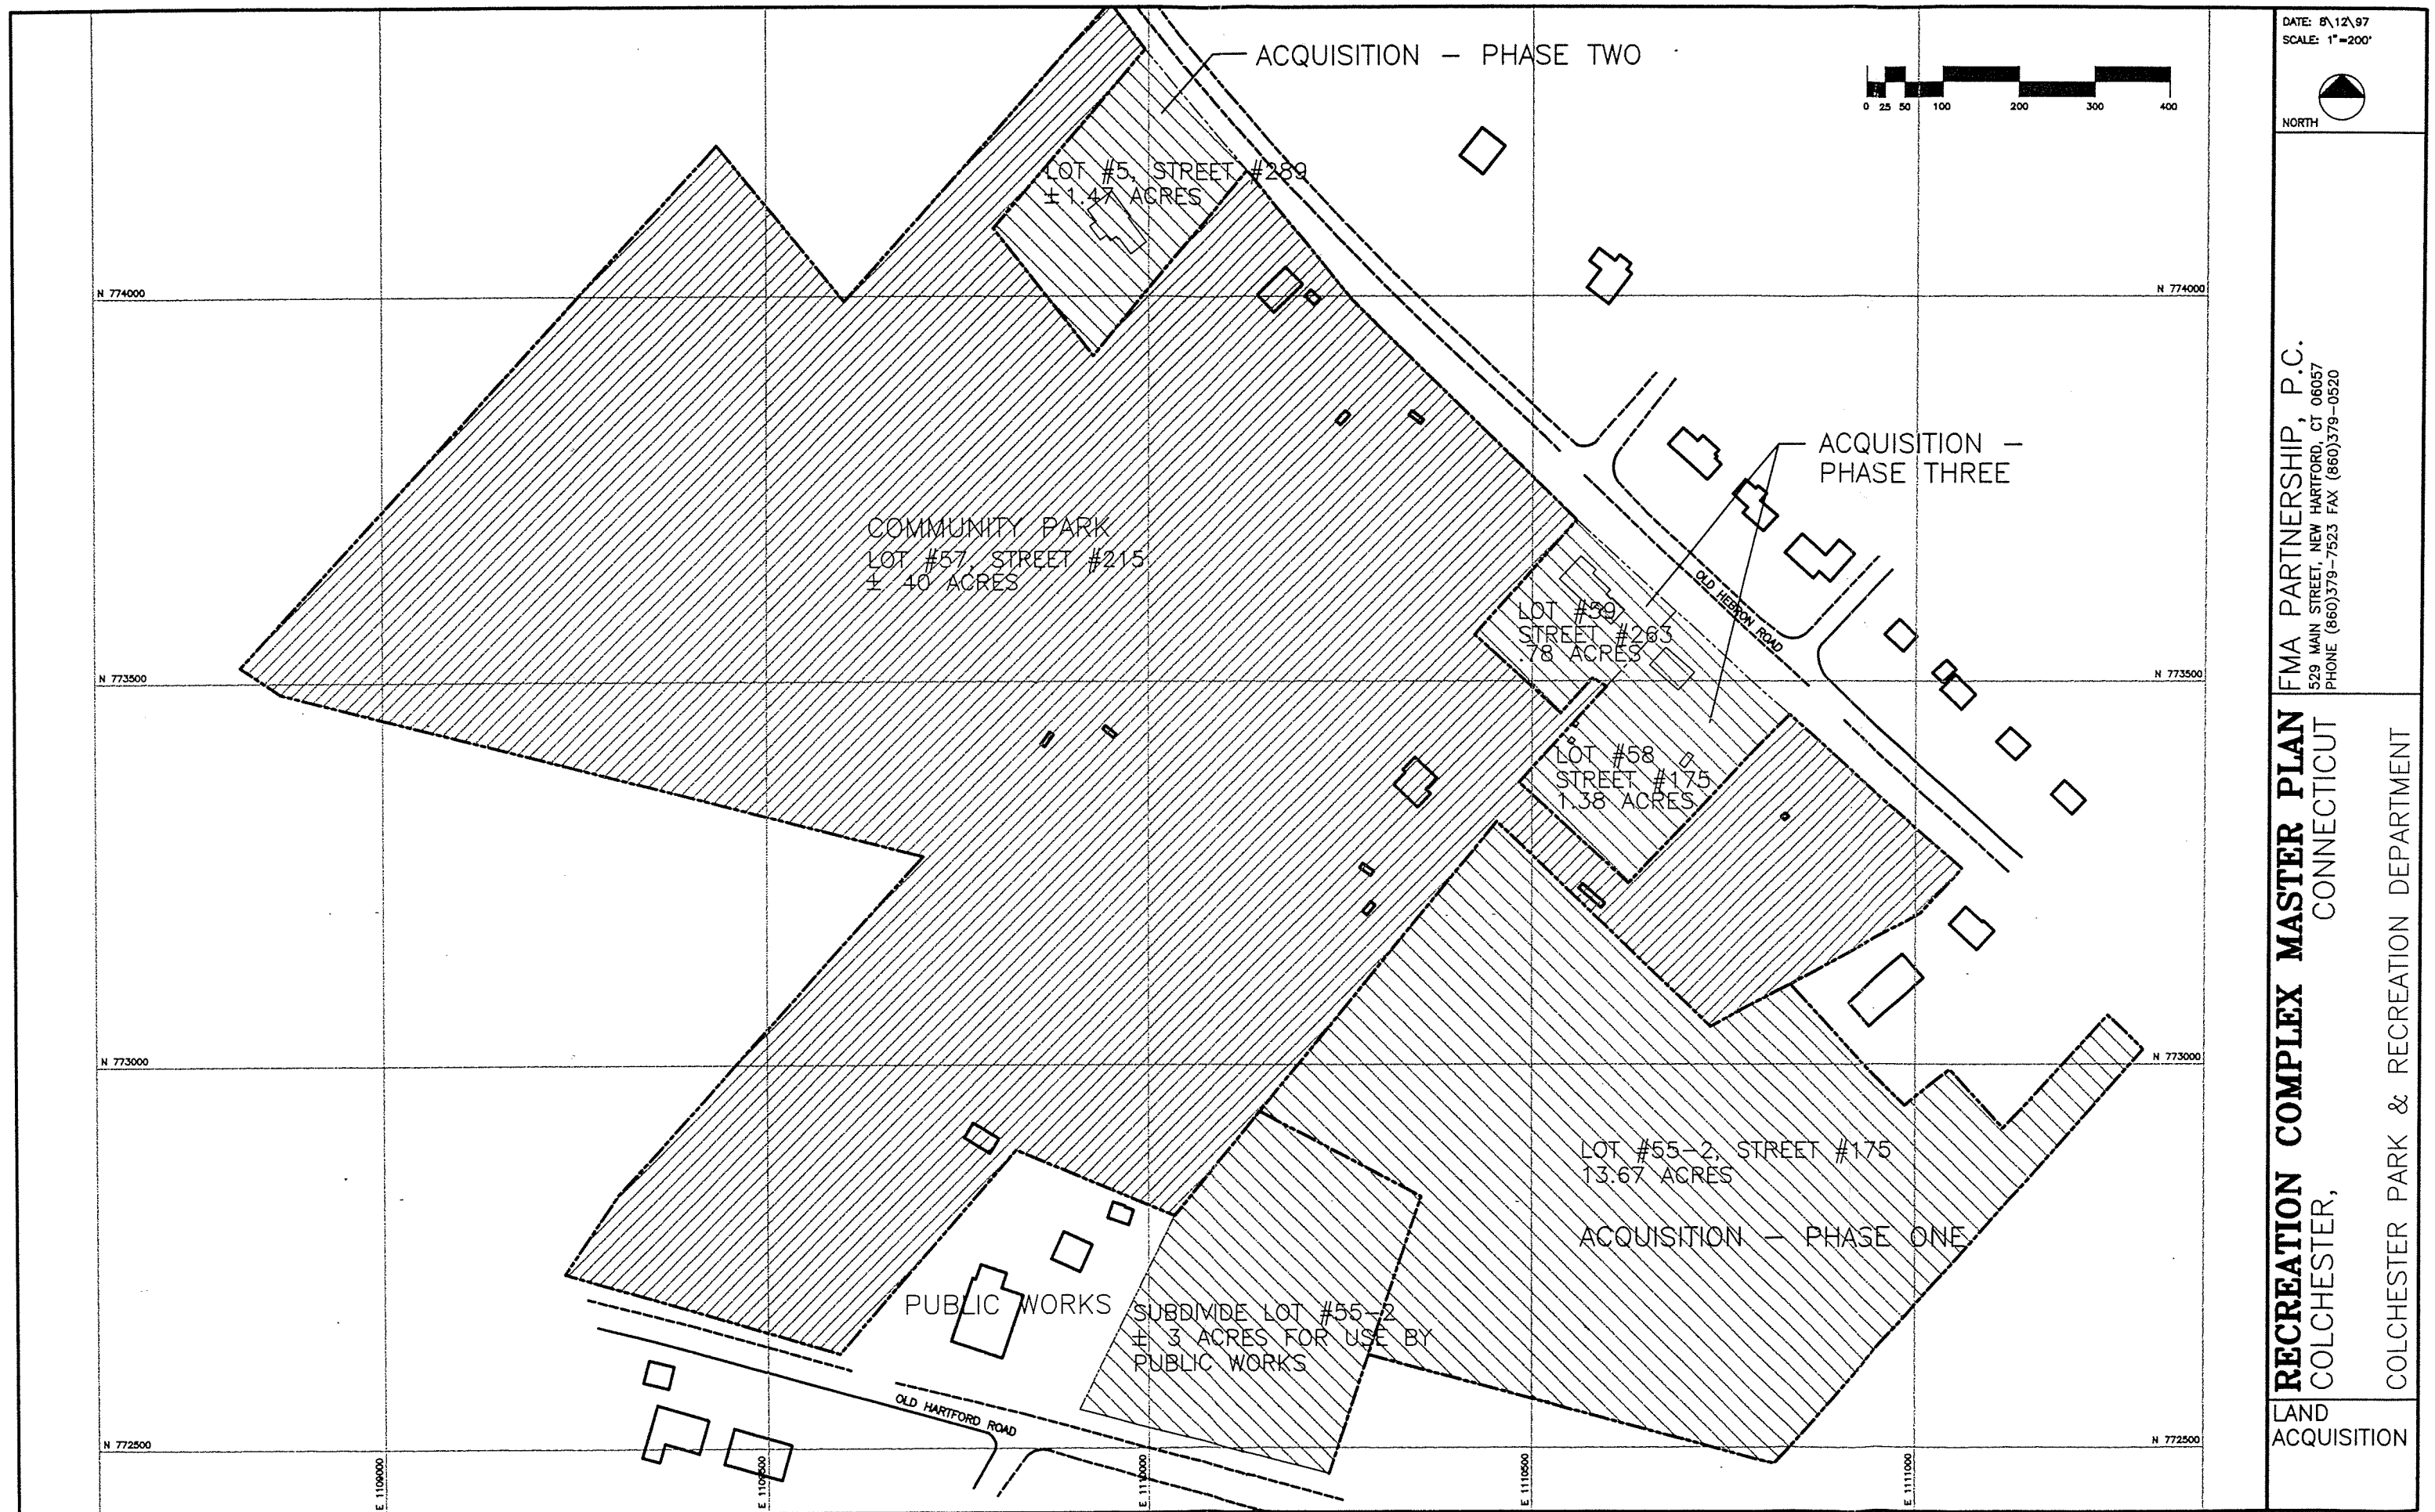 ACQUISITION - PHASE TWO
0 25 50 100 200 300 400
DATE: 8\12\97
SCALE: 1"=200'
NORTH
LOT #5, STREET #289
±1.47 ACRES
N 774000
N 774000
ACQUISITION -
PHASE THREE
COMMUNITY PARK
LOT #57, STREET #215
± 40 ACRES
OLD HEBRON ROAD
LOT #59
STREET #263
.78 ACRES
N 773500
N 773500
LOT #58
STREET #175
1.38 ACRES
N 773000
N 773000
LOT #55-2, STREET #175
13.67 ACRES
ACQUISITION - PHASE ONE
PUBLIC WORKS
SUBDIVIDE LOT #55-2
± 3 ACRES FOR USE BY
PUBLIC WORKS
OLD HARTFORD ROAD
N 772500
N 772500
E 1109000
E 1109500
E 1110000
E 1110500
E 1111000
FMA PARTNERSHIP, P.C.
529 MAIN STREET, NEW HARTFORD, CT 06057
PHONE (860)379-7523 FAX (860)379-0520
RECREATION COMPLEX MASTER PLAN
COLCHESTER, CONNECTICUT
COLCHESTER PARK & RECREATION DEPARTMENT
LAND
ACQUISITION